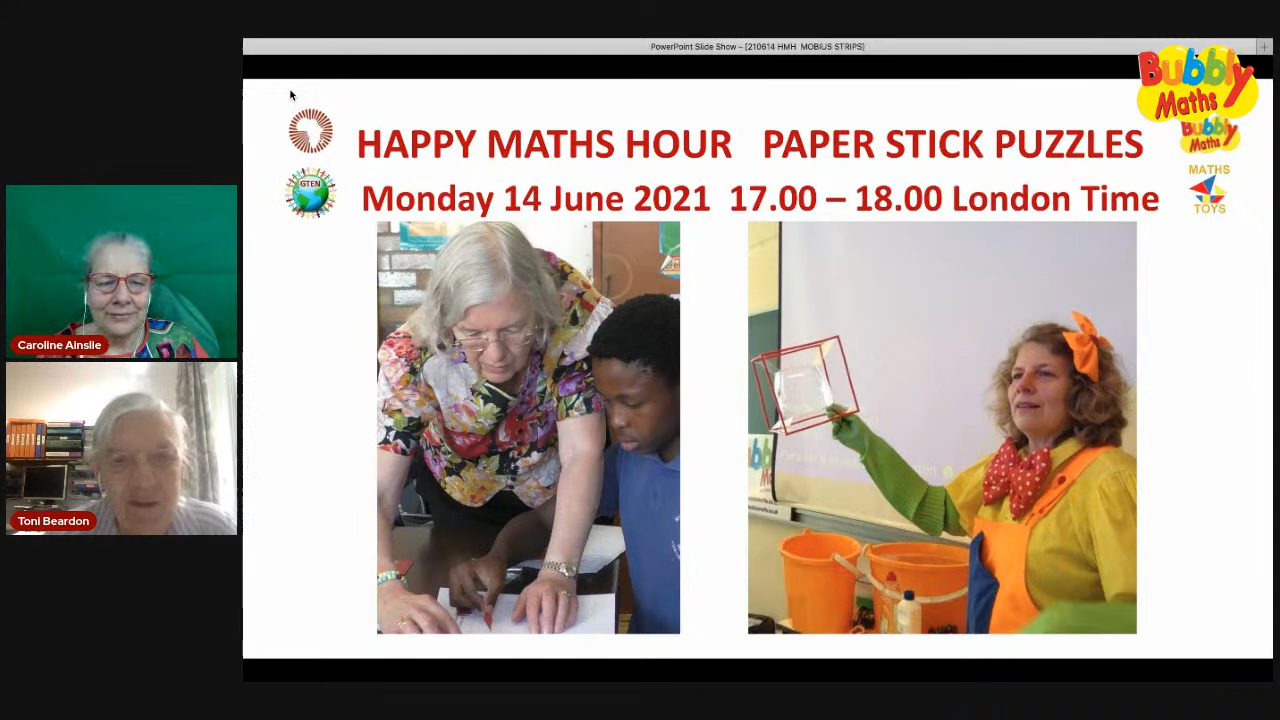 PowerPoint Slide Show – [210614 HMH MOBIUS STRIPS]
Bubbly
Maths
HAPPY MATHS HOUR PAPER STICK PUZZLES
Bubbly
Maths
MATHS
TOYS
GTEN
Monday 14 June 2021 17.00 – 18.00 London Time
Caroline Ainslie
Toni Beardon